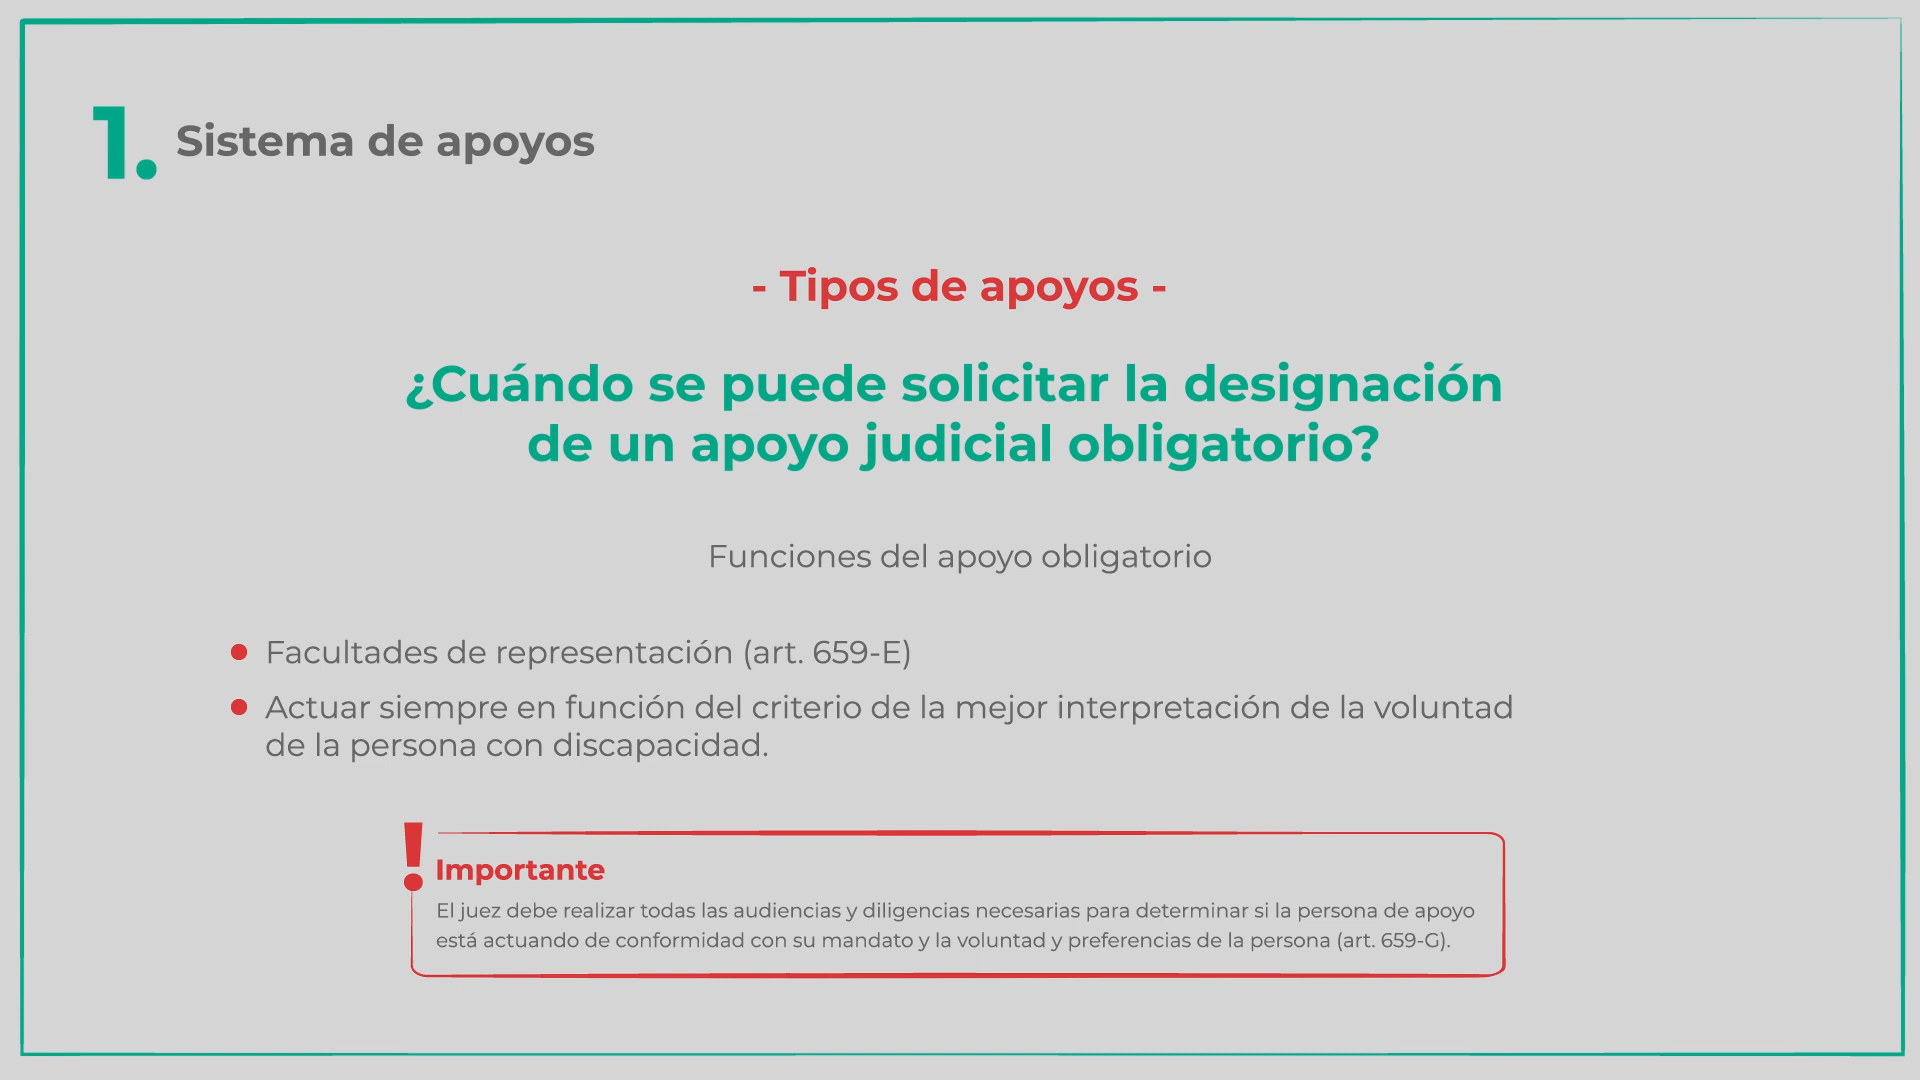 1. Sistema de apoyos
- Tipos de apoyos -
¿Cuándo se puede solicitar la designación
de un apoyo judicial obligatorio?
Funciones del apoyo obligatorio
● Facultades de representación (art. 659-E)
● Actuar siempre en función del criterio de la mejor interpretación de la voluntad
de la persona con discapacidad.
! Importante
El juez debe realizar todas las audiencias y diligencias necesarias para determinar si la persona de apoyo
está actuando de conformidad con su mandato y la voluntad y preferencias de la persona (art. 659-G).